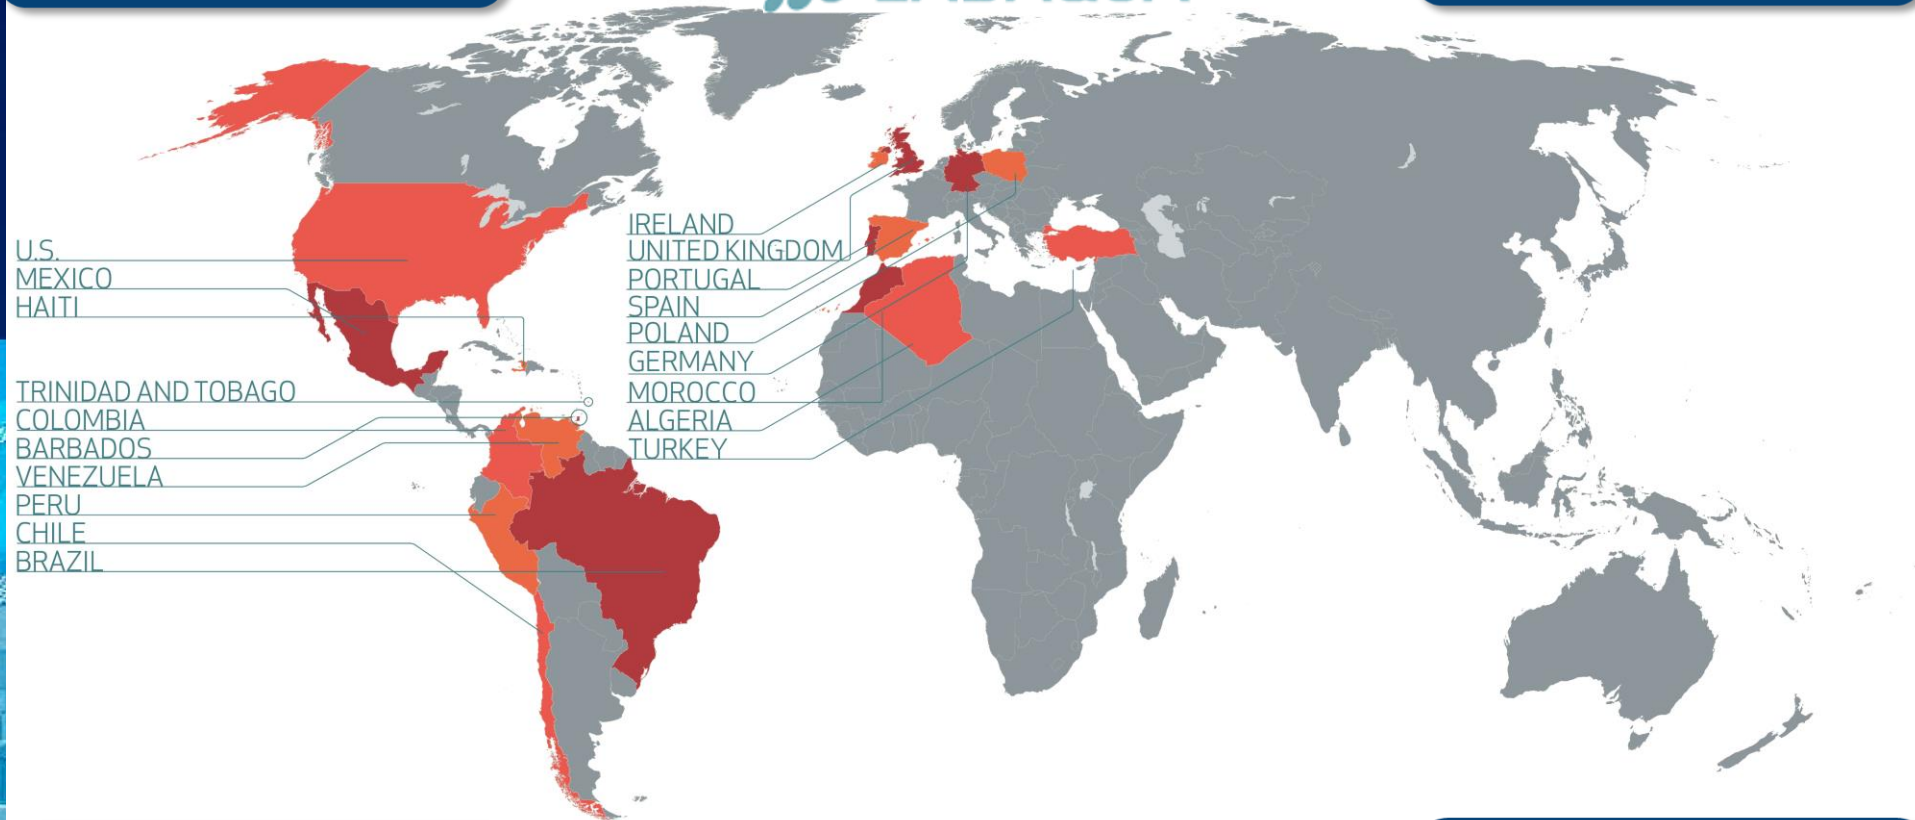 U.S.
MEXICO
HAITI
TRINIDAD AND TOBAGO
COLOMBIA
BARBADOS
VENEZUELA
PERU
CHILE
BRAZIL
IRELAND
UNITED KINGDOM
PORTUGAL
SPAIN
POLAND
GERMANY
MOROCCO
ALGERIA
TURKEY